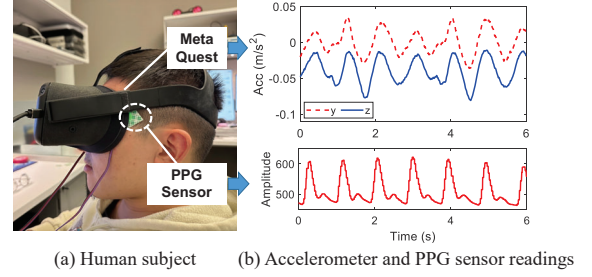 Meta
Quest
PPG
Sensor
Acc (m/s²)
0.05
0
-0.05
-0.1
y z
0 2 4 6
Amplitude
600
500
0 2 4 6
Time (s)
(a) Human subject (b) Accelerometer and PPG sensor readings